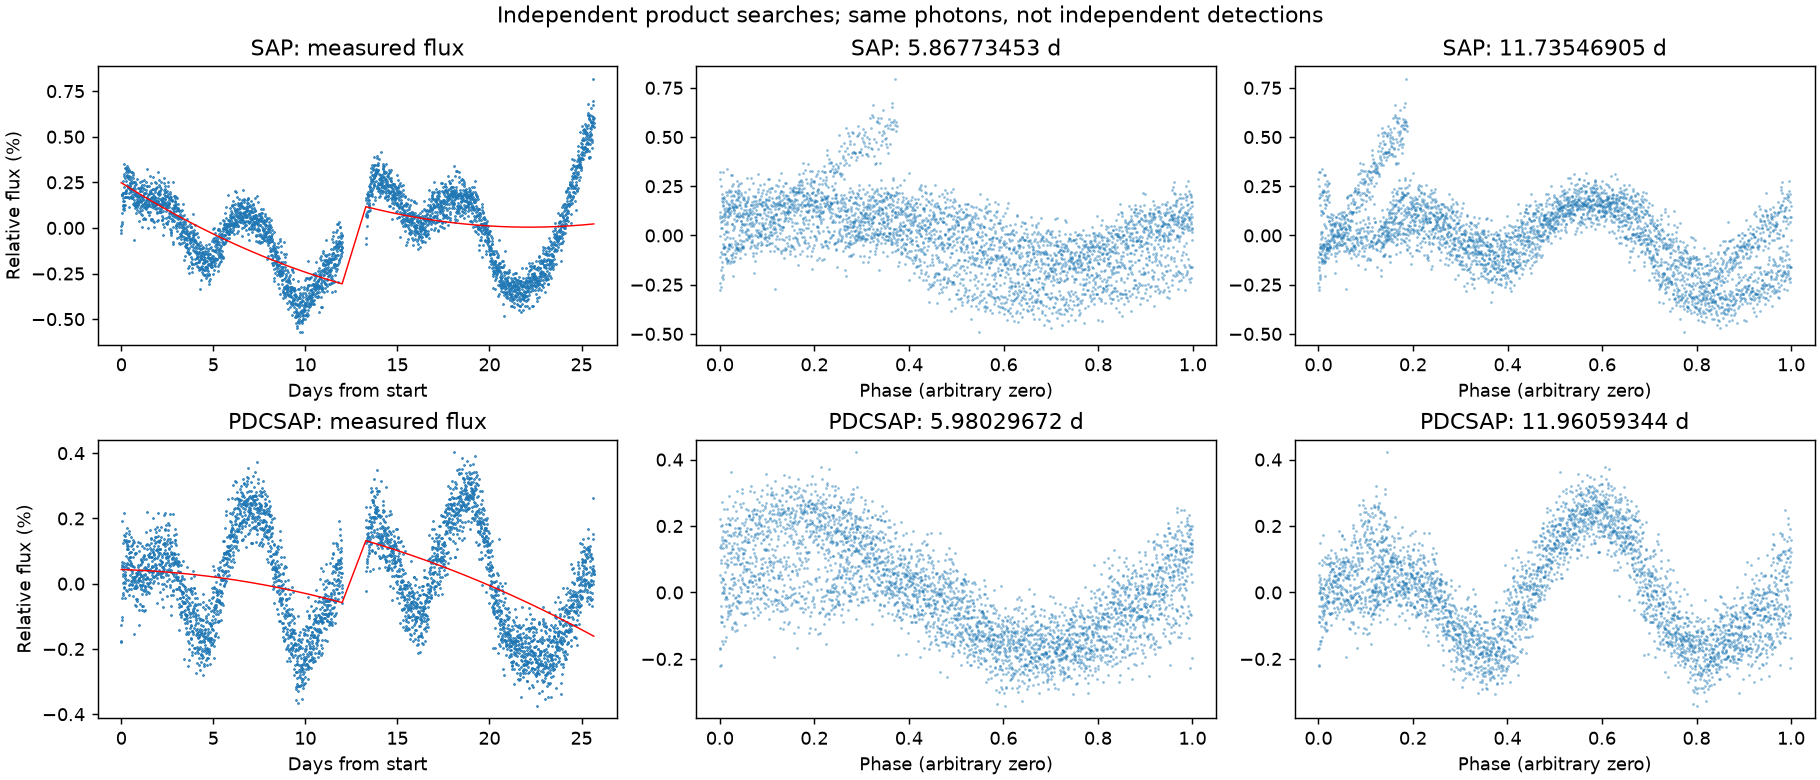 Independent product searches; same photons, not independent detections
SAP: measured flux
SAP: 5.86773453 d
SAP: 11.73546905 d
Relative flux (%)
0.75
0.50
0.25
0.00
−0.25
−0.50
0 5 10 15 20 25
Days from start
0.75
0.50
0.25
0.00
−0.25
−0.50
0.0 0.2 0.4 0.6 0.8 1.0
Phase (arbitrary zero)
0.75
0.50
0.25
0.00
−0.25
−0.50
0.0 0.2 0.4 0.6 0.8 1.0
Phase (arbitrary zero)
PDCSAP: measured flux
PDCSAP: 5.98029672 d
PDCSAP: 11.96059344 d
Relative flux (%)
0.4
0.2
0.0
−0.2
−0.4
0 5 10 15 20 25
Days from start
0.4
0.2
0.0
−0.2
0.0 0.2 0.4 0.6 0.8 1.0
Phase (arbitrary zero)
0.4
0.2
0.0
−0.2
0.0 0.2 0.4 0.6 0.8 1.0
Phase (arbitrary zero)